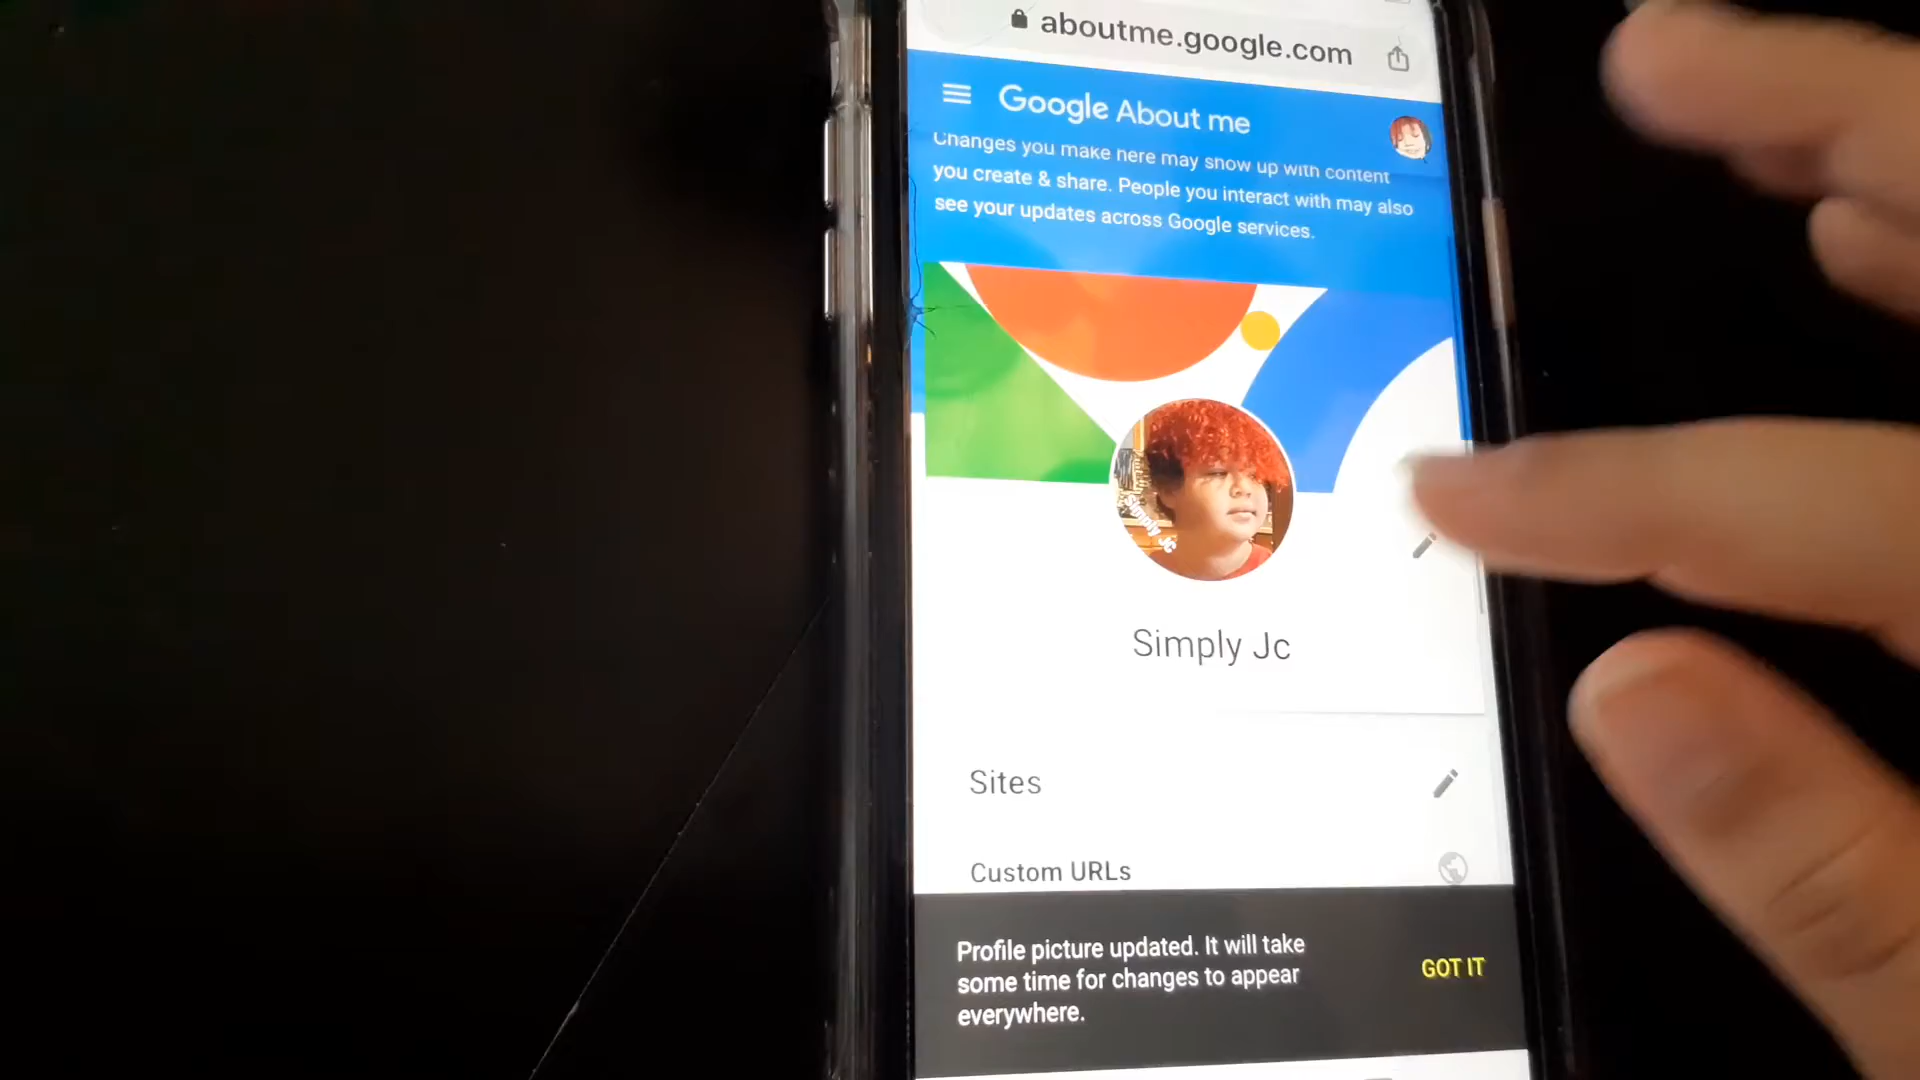 aboutme.google.com
Google About me
Changes you make here may show up with content
you create & share. People you interact with may also
see your updates across Google services.
Simply Jc
Simply Jc
Sites
Custom URLs
Profile picture updated. It will take
some time for changes to appear
everywhere.
GOT IT